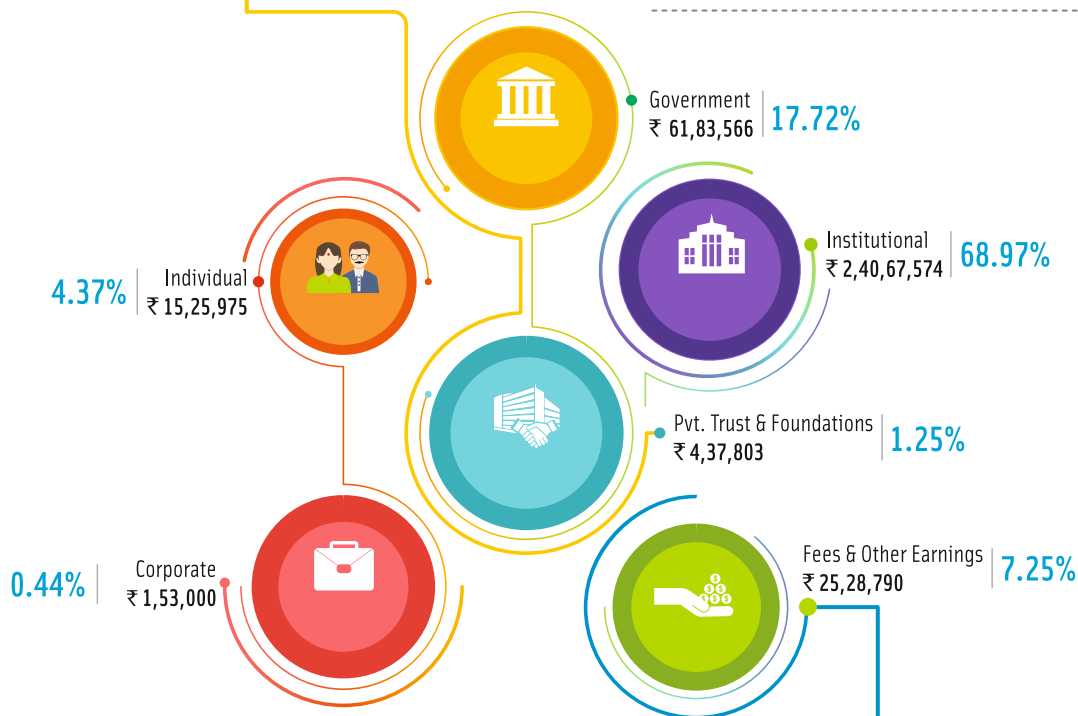 Government
₹ 61,83,566
17.72%
Institutional
₹ 2,40,67,574
68.97%
Individual
₹ 15,25,975
4.37%
Pvt. Trust & Foundations
₹ 4,37,803
1.25%
Corporate
₹ 1,53,000
0.44%
Fees & Other Earnings
₹ 25,28,790
7.25%